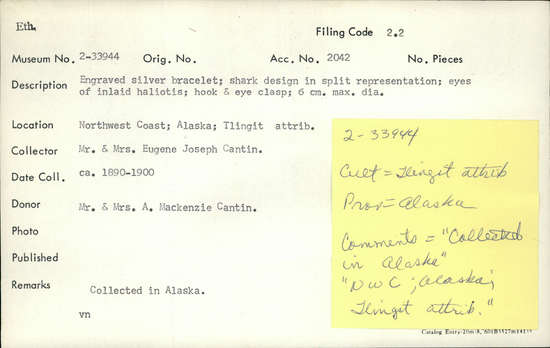 Eth.
Filing Code 2.2
Museum No. 2-33944 Orig. No. Acc. No. 2042 No. Pieces
Description Engraved silver bracelet; shark design in split representation; eyes
of inlaid haliotis; hook & eye clasp; 6 cm. max. dia.
Location Northwest Coast; Alaska; Tlingit attrib.
Collector Mr. & Mrs. Eugene Joseph Cantin.
Date Coll. ca. 1890-1900
Donor Mr. & Mrs. A. Mackenzie Cantin.
Photo
Published
Remarks Collected in Alaska.
vn
2-33944
Cult = Tlingit attrib
Prov = Alaska
Comments = "Collected
in Alaska"
"NWC; Alaska;
Tlingit attrib."
Catalog Entry